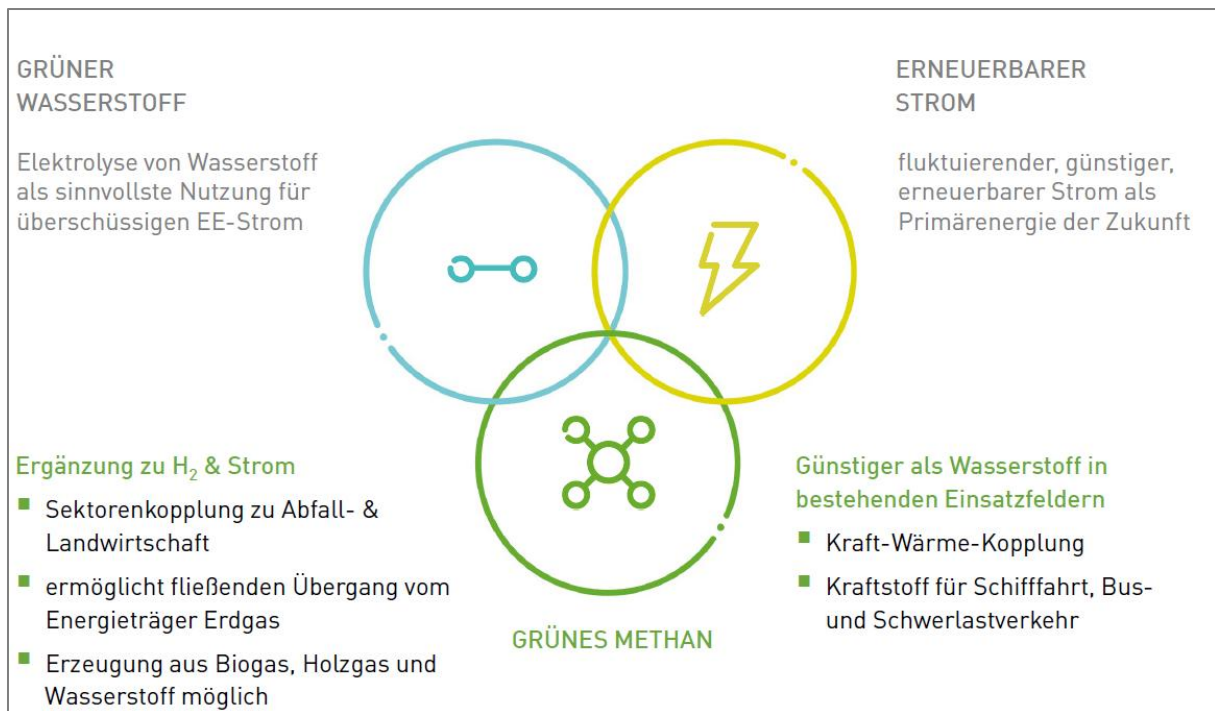 GRÜNER
WASSERSTOFF
Elektrolyse von Wasserstoff
als sinnvollste Nutzung für
überschüssigen EE-Strom
ERNEUERBARER
STROM
fluktuierender, günstiger,
erneuerbarer Strom als
Primärenergie der Zukunft
Ergänzung zu H₂ & Strom
■ Sektorenkopplung zu Abfall- &
Landwirtschaft
■ ermöglicht fließenden Übergang vom
Energieträger Erdgas
■ Erzeugung aus Biogas, Holzgas und
Wasserstoff möglich
GRÜNES METHAN
Günstiger als Wasserstoff in
bestehenden Einsatzfeldern
■ Kraft-Wärme-Kopplung
■ Kraftstoff für Schifffahrt, Bus-
und Schwerlastverkehr